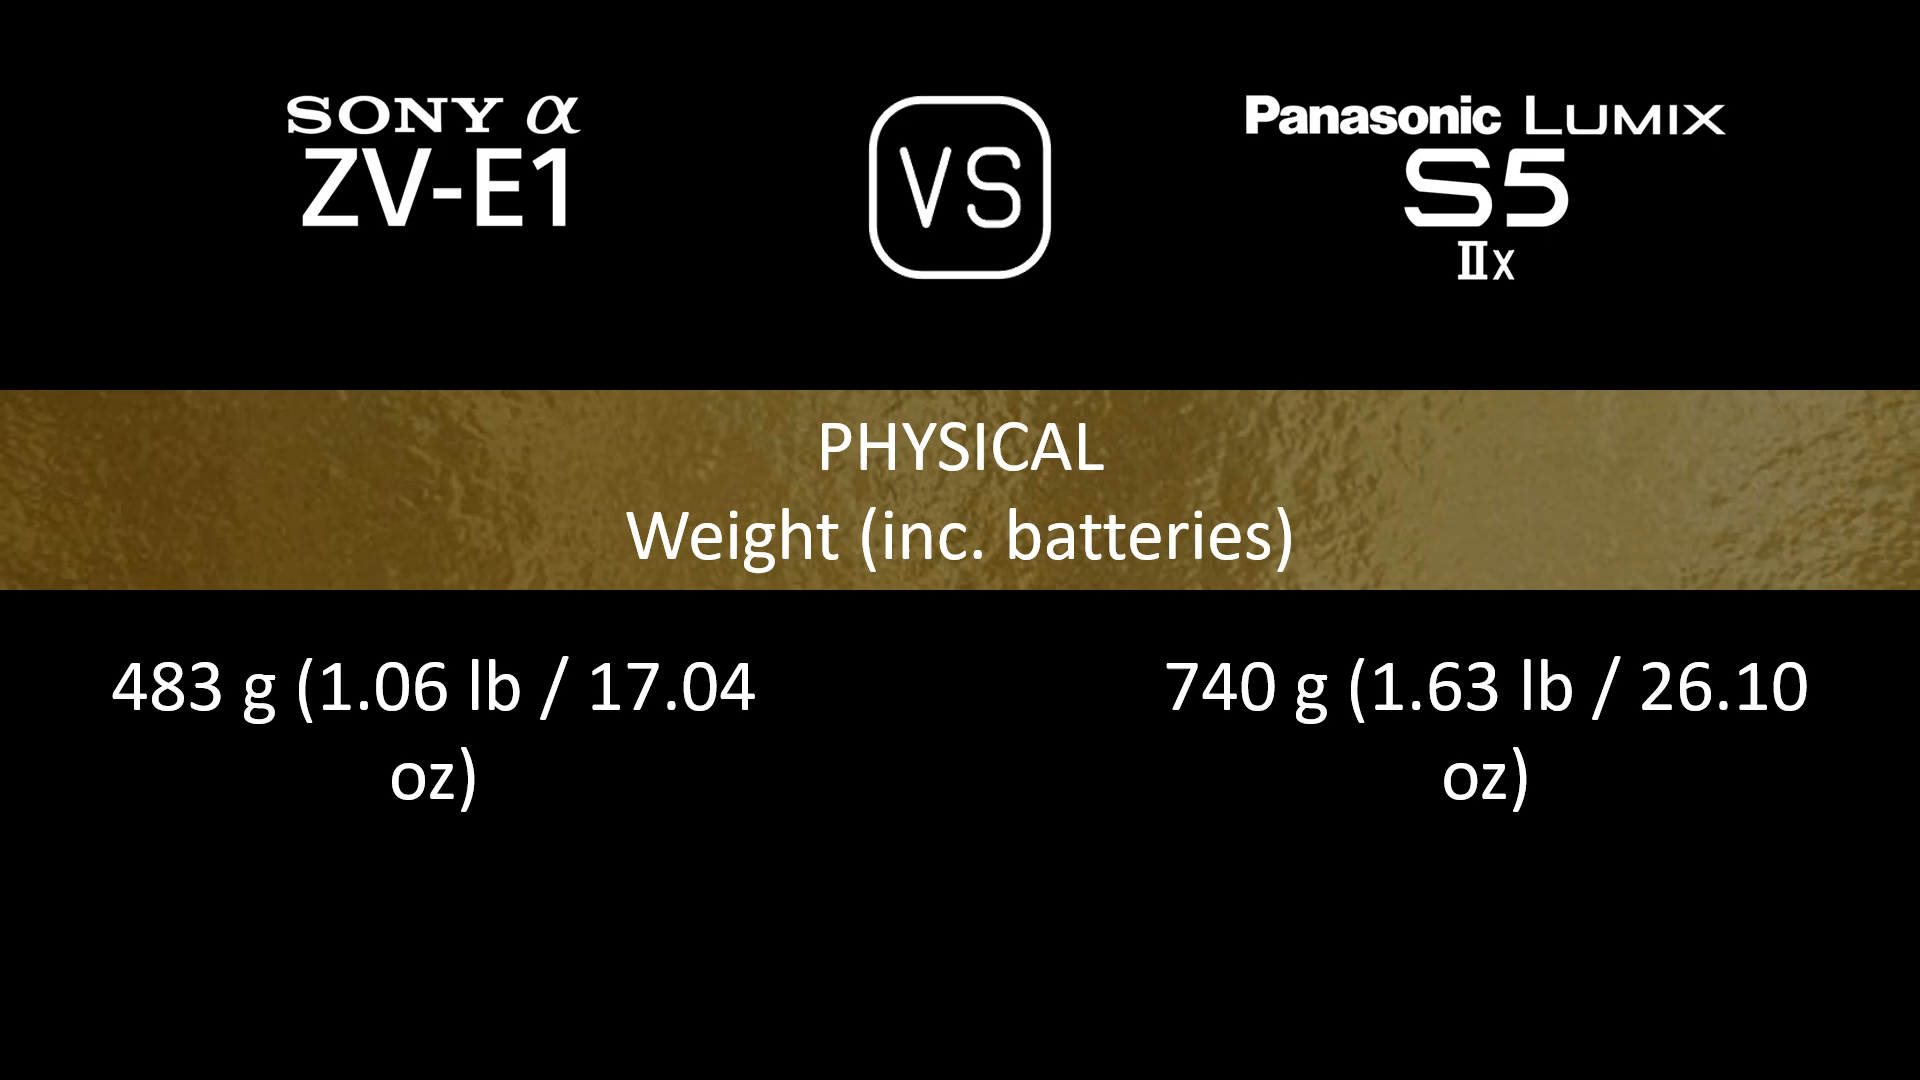 SONY α
ZV-E1
VS
Panasonic LUMIX
S5
IIx
PHYSICAL
Weight (inc. batteries)
483 g (1.06 lb / 17.04
oz)
740 g (1.63 lb / 26.10
oz)